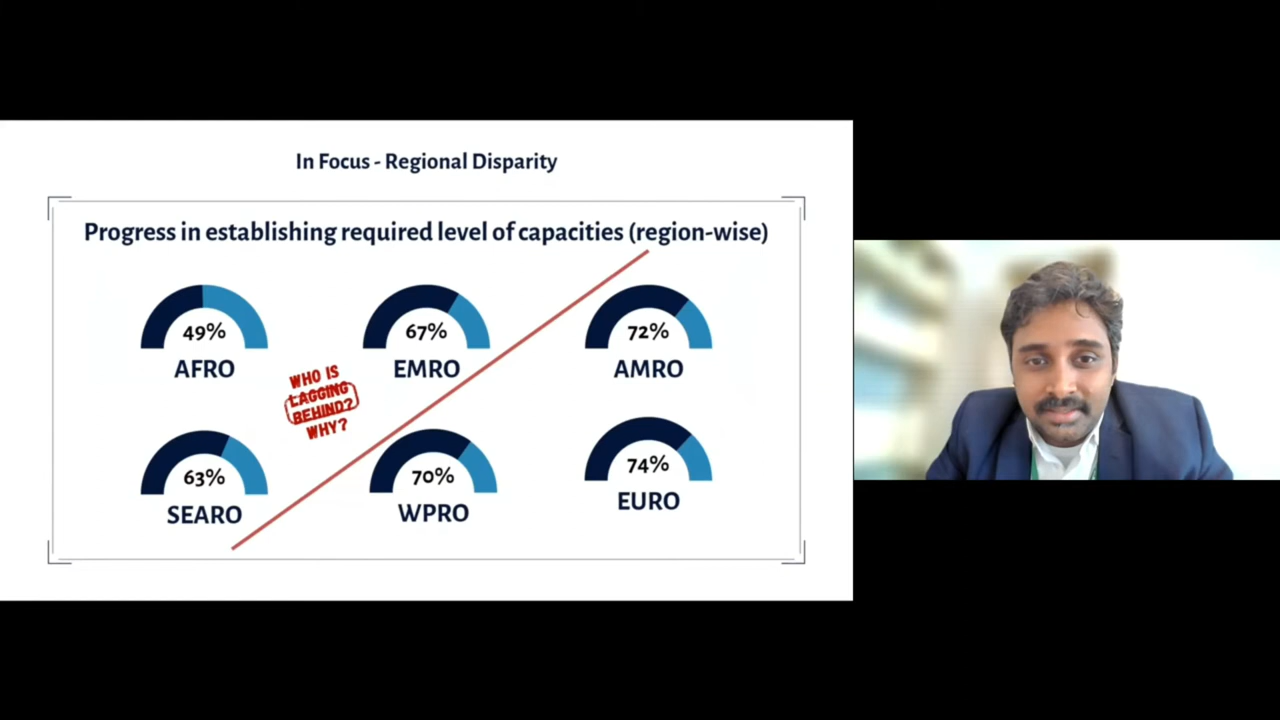 In Focus - Regional Disparity
Progress in establishing required level of capacities (region-wise)
49%
AFRO
67%
EMRO
72%
AMRO
WHO IS
LAGGING
BEHIND?
WHY?
63%
SEARO
70%
WPRO
74%
EURO